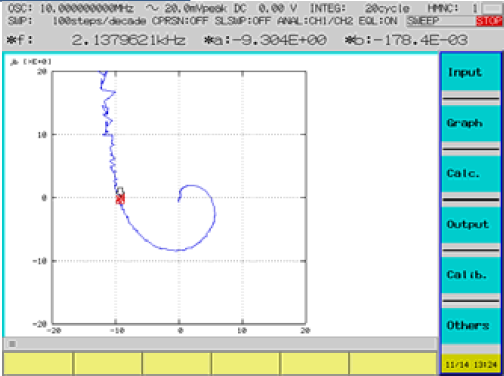 OSC: 10.000000000MHz ~ 20.0mVpeak DC 0.00 V INTEG: 20cycle HMNC: 1
SWP: 100steps/decade CPRSN:OFF SLSWP:OFF ANAL:CH1/CH2 EQL:ON SWEEP STOP
*f: 2.1379621kHz *a:-9.304E+00 *b:-178.4E-03
jb [×E+0]
20
10
0
-10
-20
-20 -10 0 10 20
Input
Graph
Calc.
Output
Calib.
Others
11/14 13:24